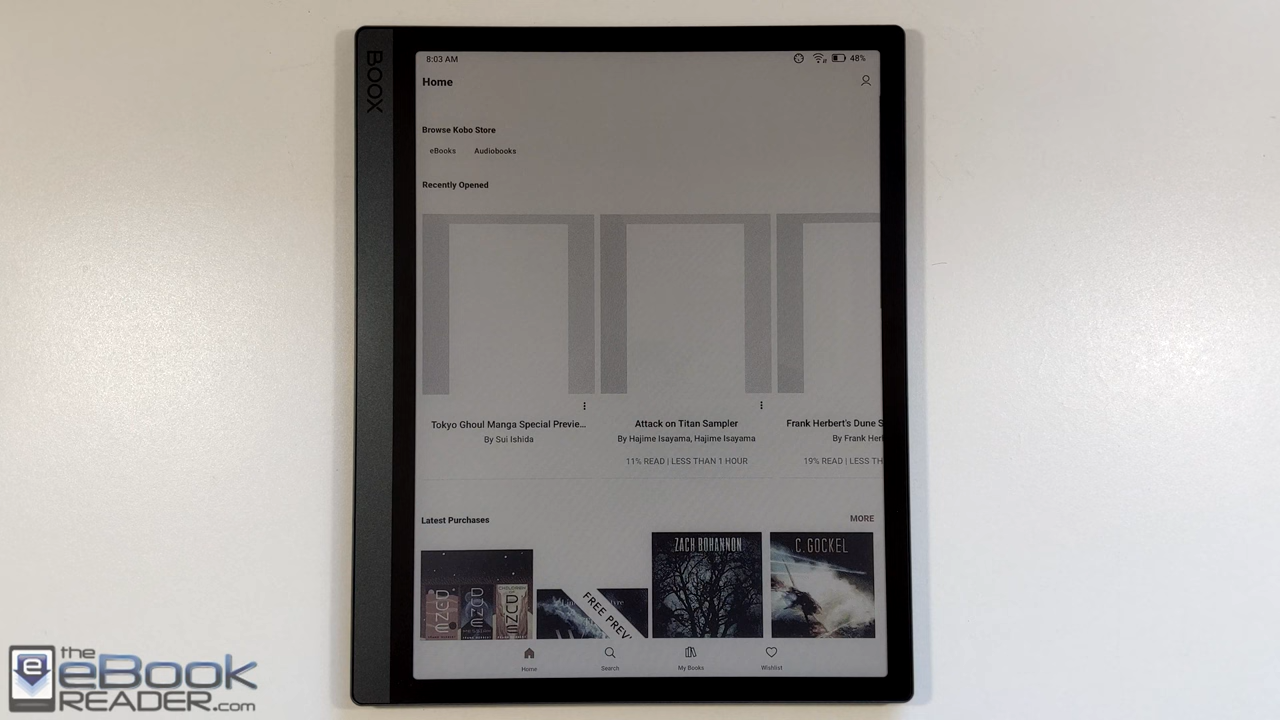 BOOX
8:03 AM
48%
Home
Browse Kobo Store
eBooks Audiobooks
Recently Opened
Tokyo Ghoul Manga Special Previe...
By Sui Ishida
Attack on Titan Sampler
By Hajime Isayama, Hajime Isayama
11% READ | LESS THAN 1 HOUR
Frank Herbert's Dune S
By Frank Her
19% READ | LESS TH
Latest Purchases
MORE
DUNE
DUNE
CHILDREN OF
DUNE
FREE PREV
ZACH BOHANNON
C. GOCKEL
Home
Search
My Books
Wishlist
the
eBook
READER.com